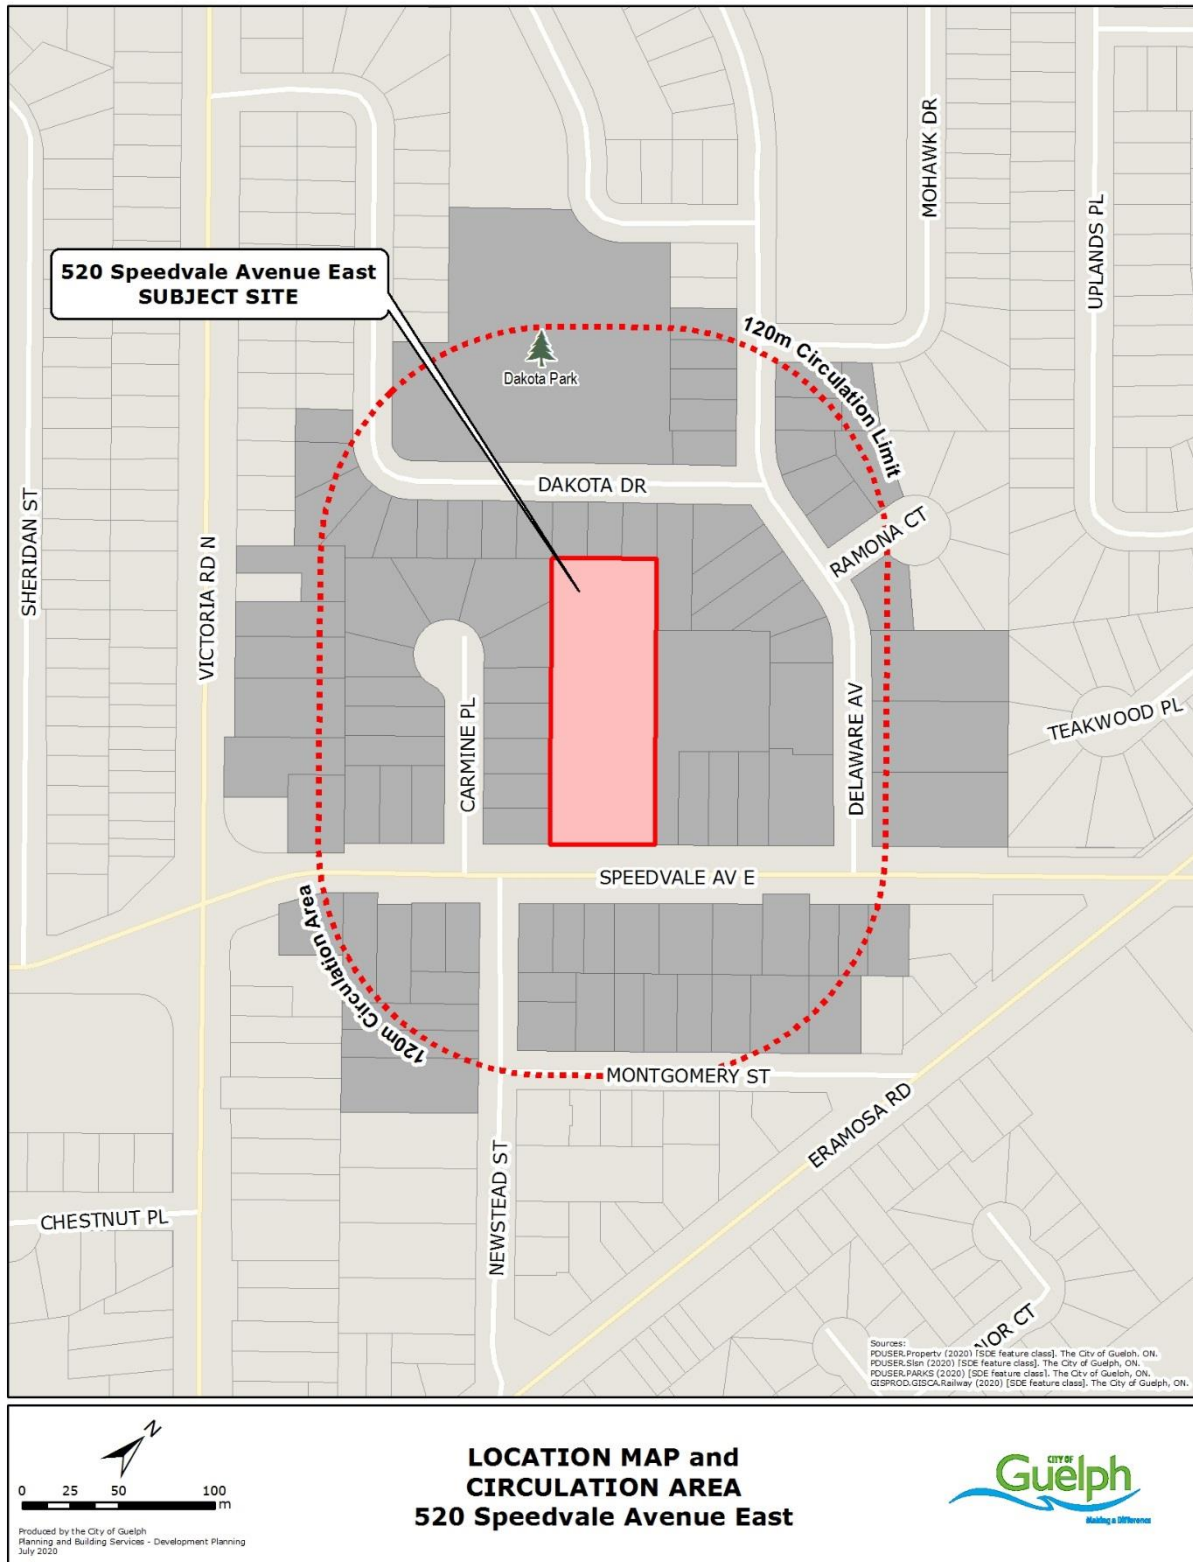 MOHAWK DR
UPLANDS PL
520 Speedvale Avenue East
SUBJECT SITE
120m Circulation Limit
Dakota Park
DAKOTA DR
RAMONA CT
SHERIDAN ST
VICTORIA RD N
CARMINE PL
DELAWARE AV
TEAKWOOD PL
SPEEDVALE AV E
120m Circulation Area
MONTGOMERY ST
ERAMOSA RD
NEWSTEAD ST
CHESTNUT PL
NOR CT
Sources:
PDUSER.Property (2020) [SDE feature class]. The City of Guelph, ON.
PDUSER.Slsn (2020) [SDE feature class]. The City of Guelph, ON.
PDUSER.PARKS (2020) [SDE feature class]. The City of Guelph, ON.
GISPROD.GISCA.Railway (2020) [SDE feature class]. The City of Guelph, ON.
N
0 25 50 100
m
Produced by the City of Guelph
Planning and Building Services - Development Planning
July 2020
LOCATION MAP and
CIRCULATION AREA
520 Speedvale Avenue East
CITY OF
Guelph
Making a Difference